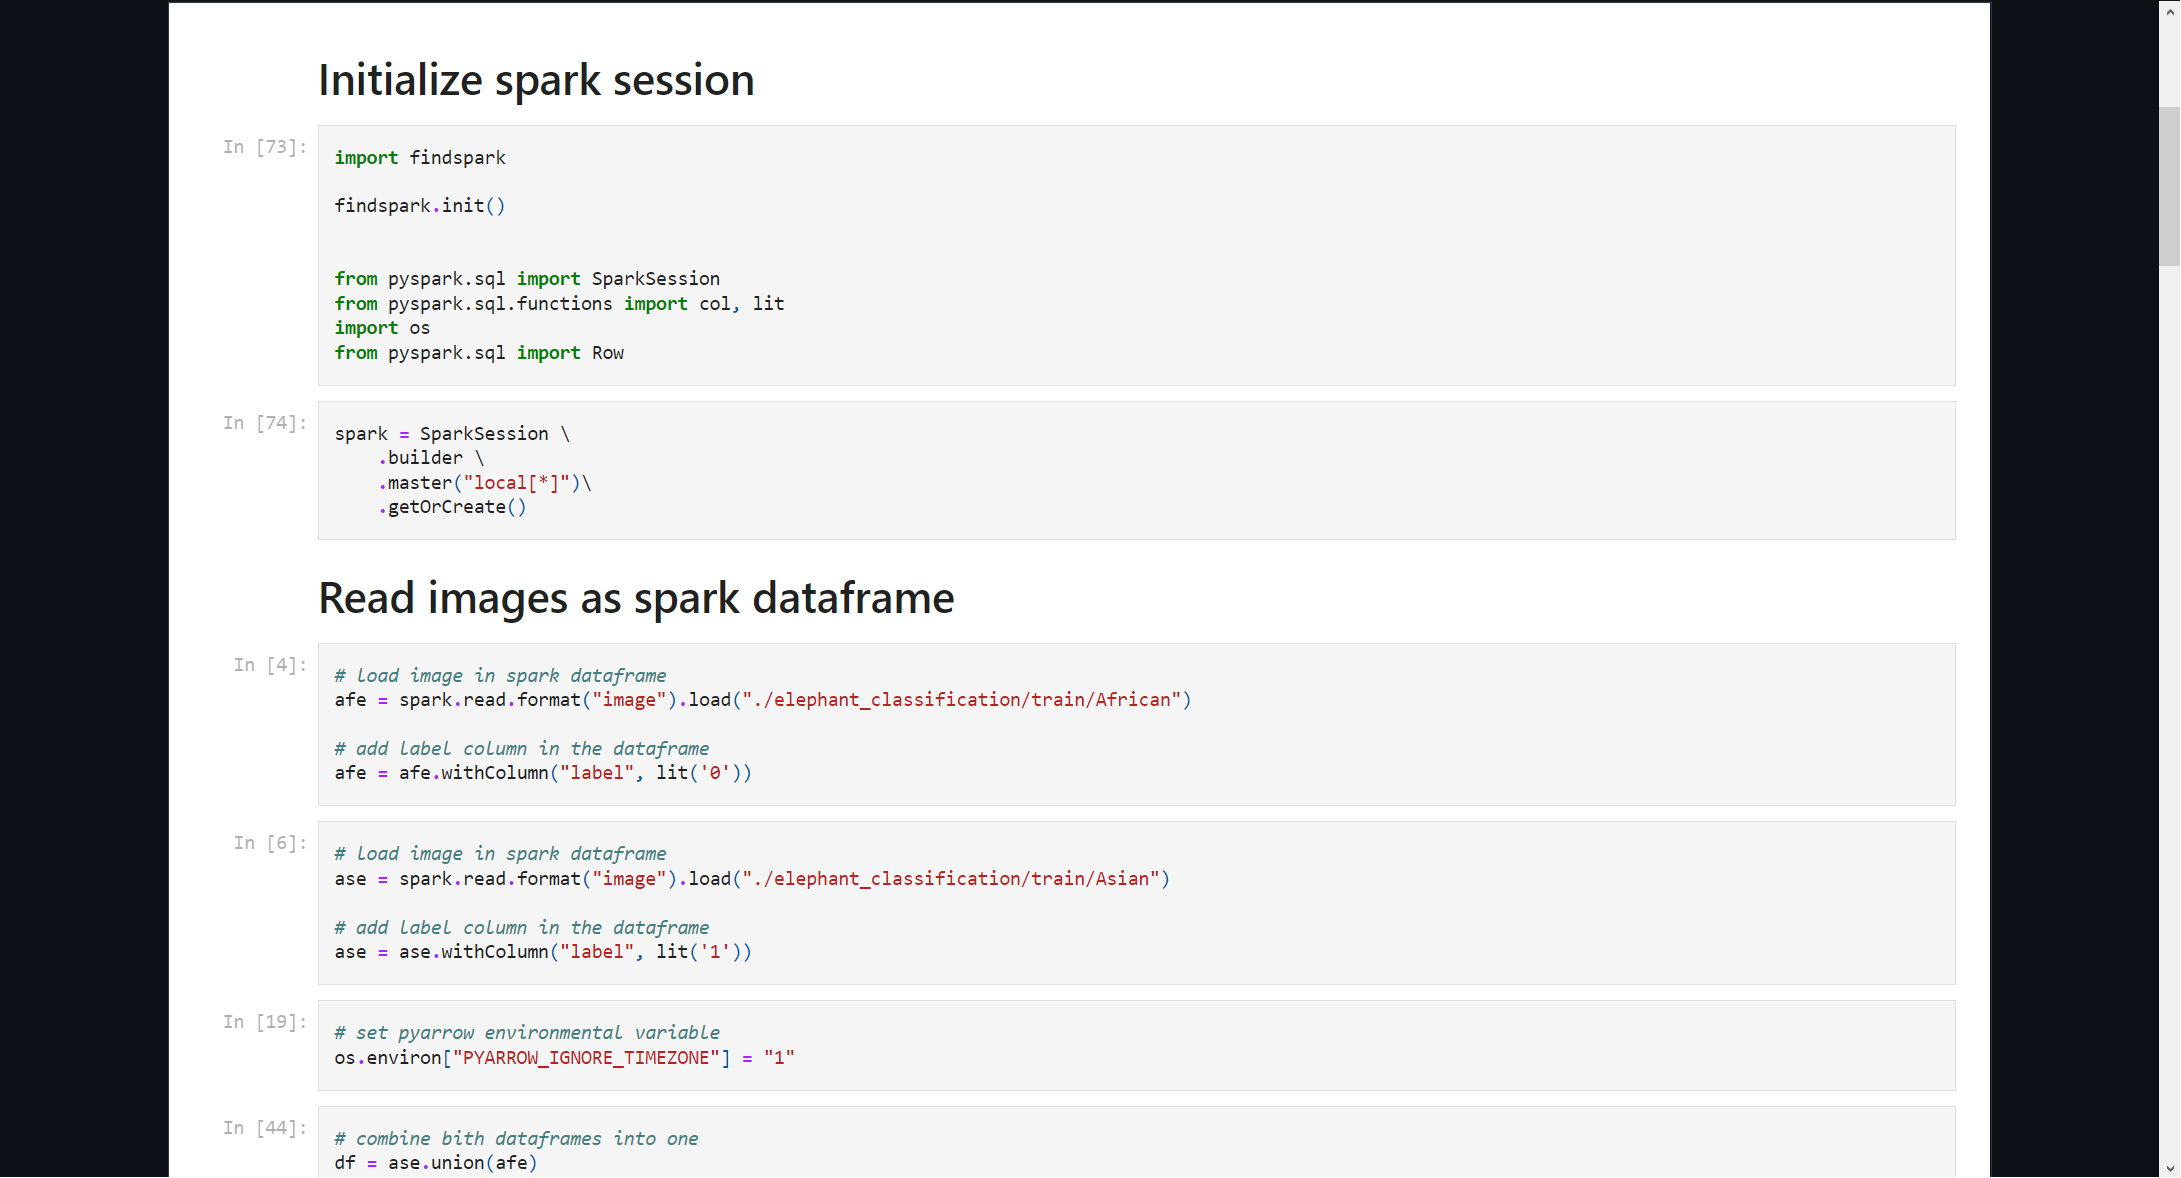 Initialize spark session
In [73]:
import findspark
findspark.init()
from pyspark.sql import SparkSession
from pyspark.sql.functions import col, lit
import os
from pyspark.sql import Row
In [74]:
spark = SparkSession \
    .builder \
    .master("local[*]")\
    .getOrCreate()
Read images as spark dataframe
In [4]:
# load image in spark dataframe
afe = spark.read.format("image").load("./elephant_classification/train/African")
# add label column in the dataframe
afe = afe.withColumn("label", lit('0'))
In [6]:
# load image in spark dataframe
ase = spark.read.format("image").load("./elephant_classification/train/Asian")
# add label column in the dataframe
ase = ase.withColumn("label", lit('1'))
In [19]:
# set pyarrow environmental variable
os.environ["PYARROW_IGNORE_TIMEZONE"] = "1"
In [44]:
# combine bith dataframes into one
df = ase.union(afe)